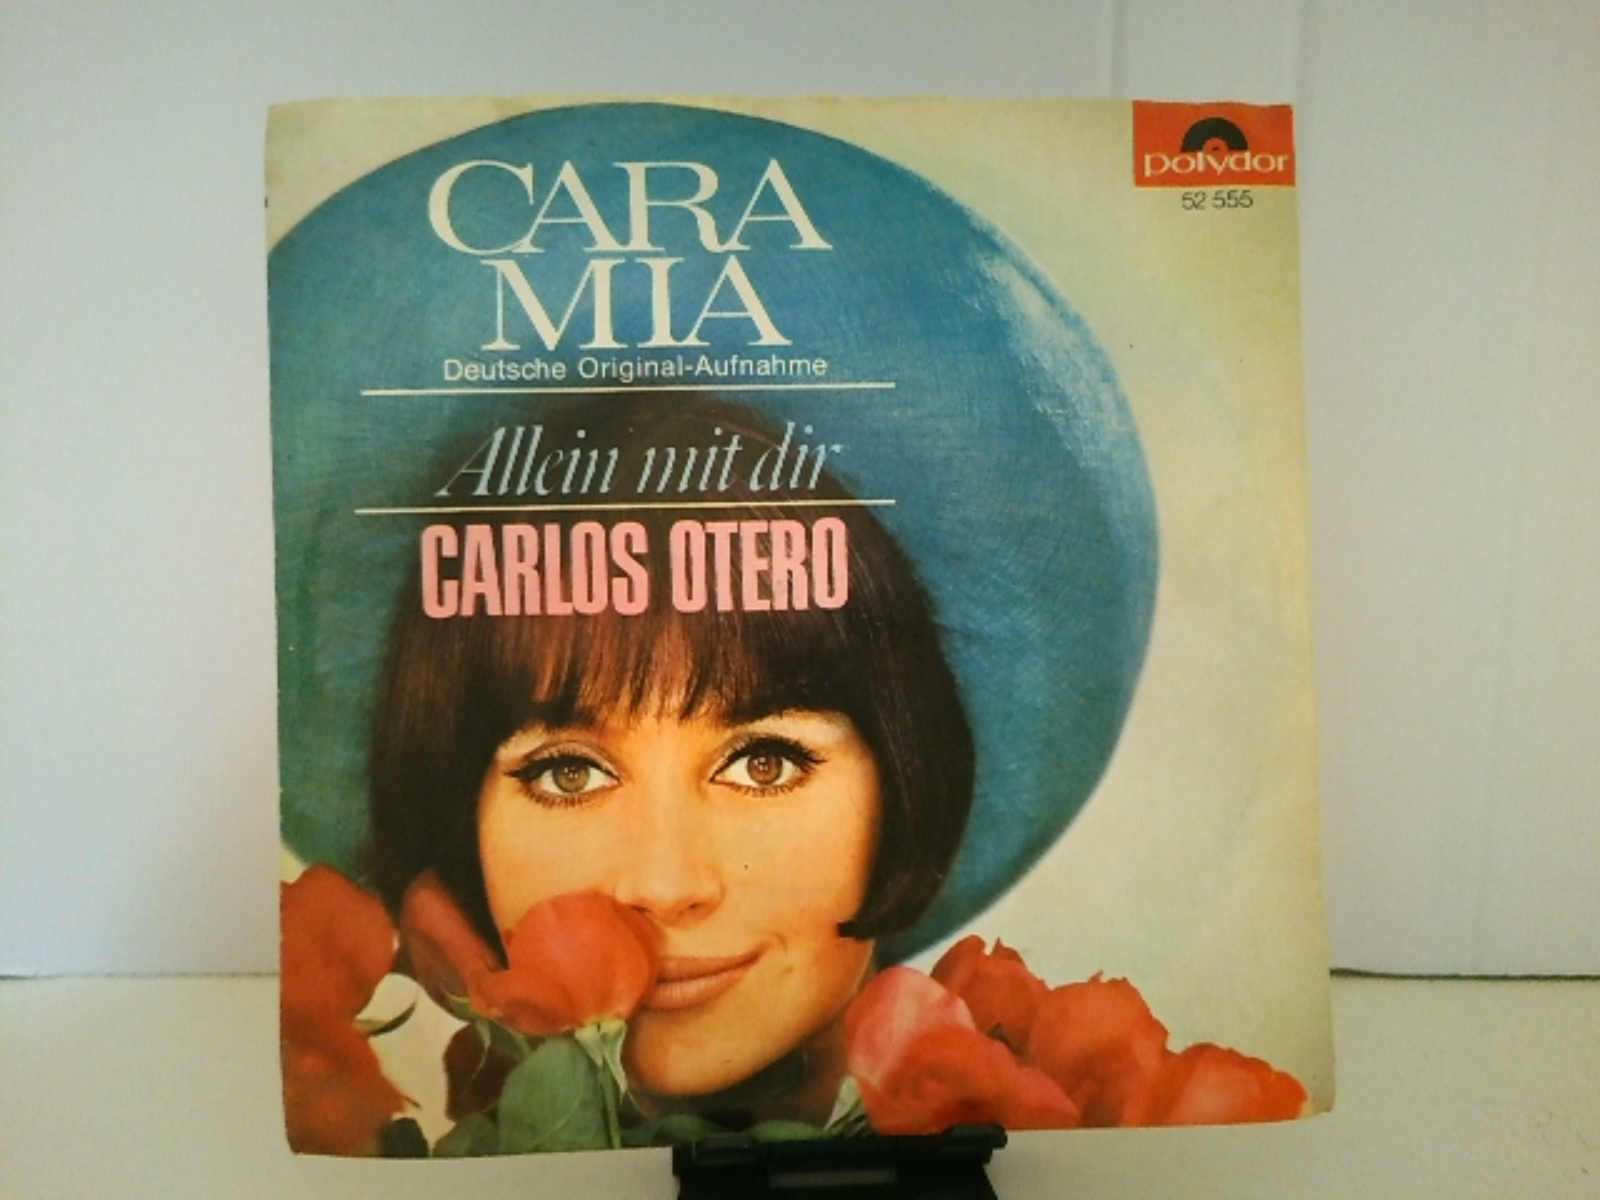 polydor
52 555
CARA
MIA
Deutsche Original-Aufnahme
Allein mit dir
CARLOS OTERO